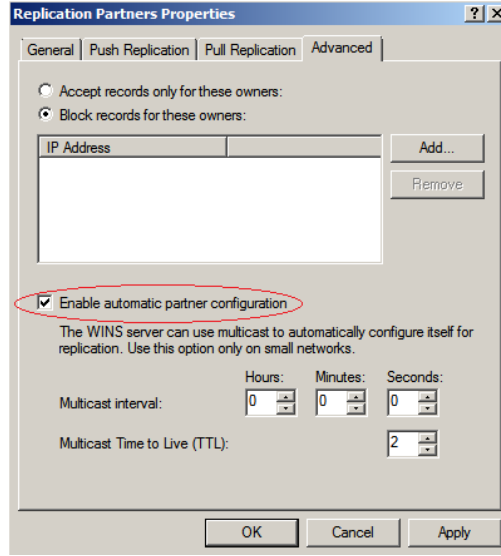 Replication Partners Properties
General Push Replication Pull Replication Advanced
Accept records only for these owners:
Block records for these owners:
IP Address
Add...
Remove
Enable automatic partner configuration
The WINS server can use multicast to automatically configure itself for
replication. Use this option only on small networks.
Hours: Minutes: Seconds:
Multicast interval: 0 0 0
Multicast Time to Live (TTL): 2
OK Cancel Apply